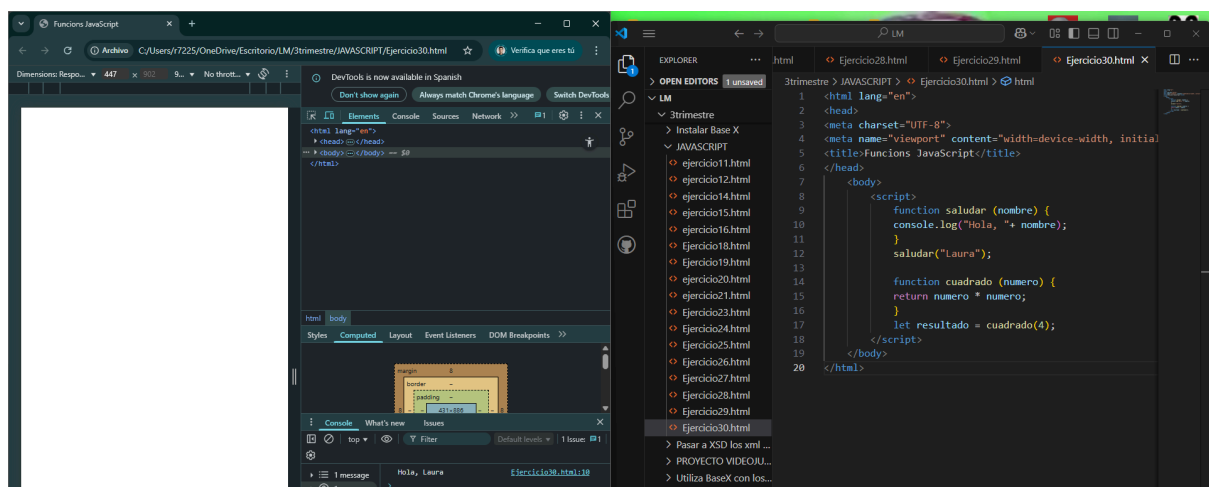 Funcions JavaScript
Archivo C:/Users/r7225/OneDrive/Escritorio/LM/3trimestre/JAVASCRIPT/Ejercicio30.html
Verifica que eres tú
Dimensions: Respo... 447 × 902 9... No thrott...
DevTools is now available in Spanish
Don't show again Always match Chrome's language Switch DevTools
Elements Console Sources Network 1
<html lang="en">
<head> </head>
<body> </body> == $0
</html>
html body
Styles Computed Layout Event Listeners DOM Breakpoints
margin 8
border -
padding -
8 - - 431×886 - - 8
Console What's new Issues
top Filter Default levels 1 Issue: 1
1 message Hola, Laura Ejercicio30.html:10
LM
EXPLORER ... .html Ejercicio28.html Ejercicio29.html Ejercicio30.html
OPEN EDITORS 1 unsaved
LM
3trimestre
Instalar Base X
JAVASCRIPT
ejercicio11.html
ejercicio12.html
ejercicio14.html
ejercicio15.html
ejercicio16.html
Ejercicio18.html
Ejercicio19.html
ejercicio20.html
ejercicio21.html
Ejercicio23.html
Ejercicio24.html
Ejercicio25.html
Ejercicio26.html
Ejercicio27.html
Ejercicio28.html
Ejercicio29.html
Ejercicio30.html
Pasar a XSD los xml ...
PROYECTO VIDEOJU...
Utiliza BaseX con los...
3trimestre > JAVASCRIPT > Ejercicio30.html > html
1 <html lang="en">
2 <head>
3 <meta charset="UTF-8">
4 <meta name="viewport" content="width=device-width, initial
5 <title>Funcions JavaScript</title>
6 </head>
7 <body>
8 <script>
9 function saludar (nombre) {
10 console.log("Hola, "+ nombre);
11 }
12 saludar("Laura");
13
14 function cuadrado (numero) {
15 return numero * numero;
16 }
17 let resultado = cuadrado(4);
18 </script>
19 </body>
20 </html>